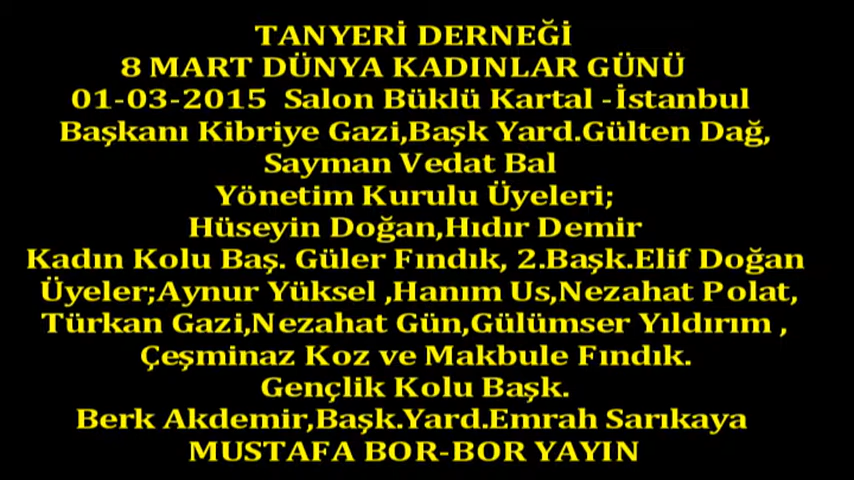 TANYERİ DERNEĞİ
8 MART DÜNYA KADINLAR GÜNÜ
01-03-2015 Salon Büklü Kartal -İstanbul
Başkanı Kibriye Gazi,Başk Yard.Gülten Dağ,
Sayman Vedat Bal
Yönetim Kurulu Üyeleri;
Hüseyin Doğan,Hıdır Demir
Kadın Kolu Baş. Güler Fındık, 2.Başk.Elif Doğan
Üyeler;Aynur Yüksel ,Hanım Us,Nezahat Polat,
Türkan Gazi,Nezahat Gün,Gülümser Yıldırım ,
Çeşminaz Koz ve Makbule Fındık.
Gençlik Kolu Başk.
Berk Akdemir,Başk.Yard.Emrah Sarıkaya
MUSTAFA BOR-BOR YAYIN